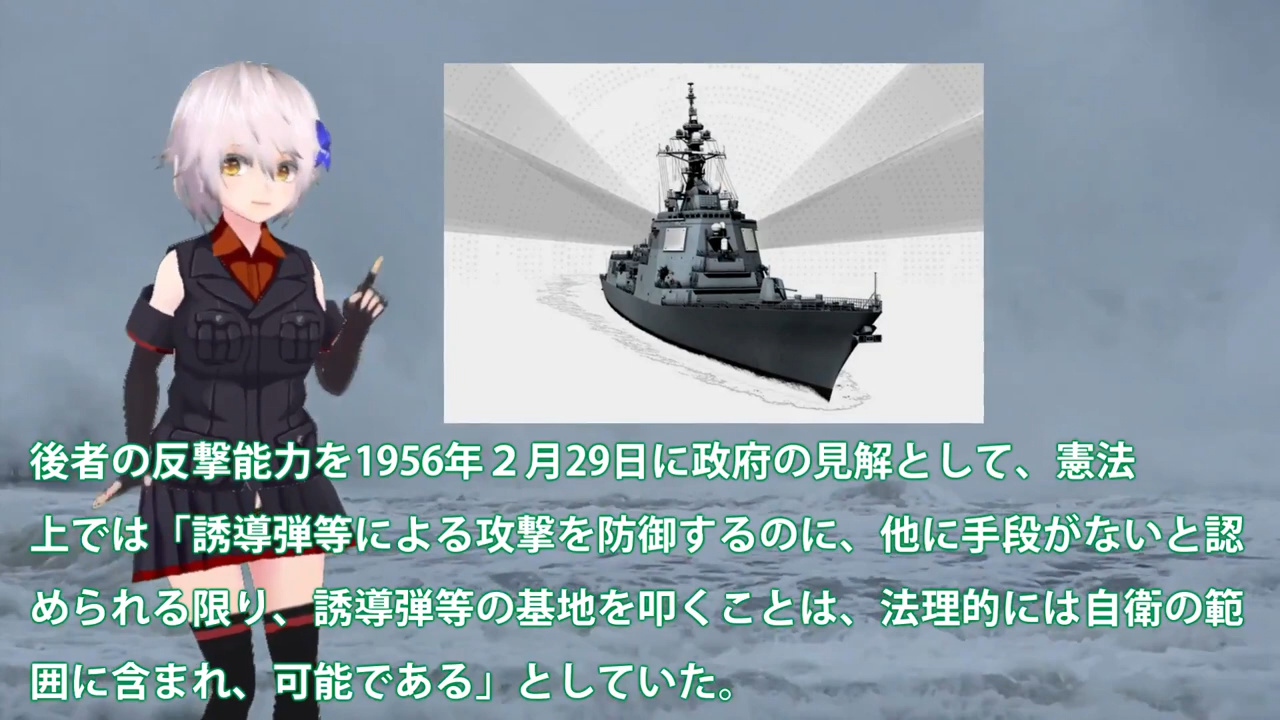 後者の反撃能力を1956年２月29日に政府の見解として、憲法
上では「誘導弾等による攻撃を防御するのに、他に手段がないと認
められる限り、誘導弾等の基地を叩くことは、法理的には自衛の範
囲に含まれ、可能である」としていた。